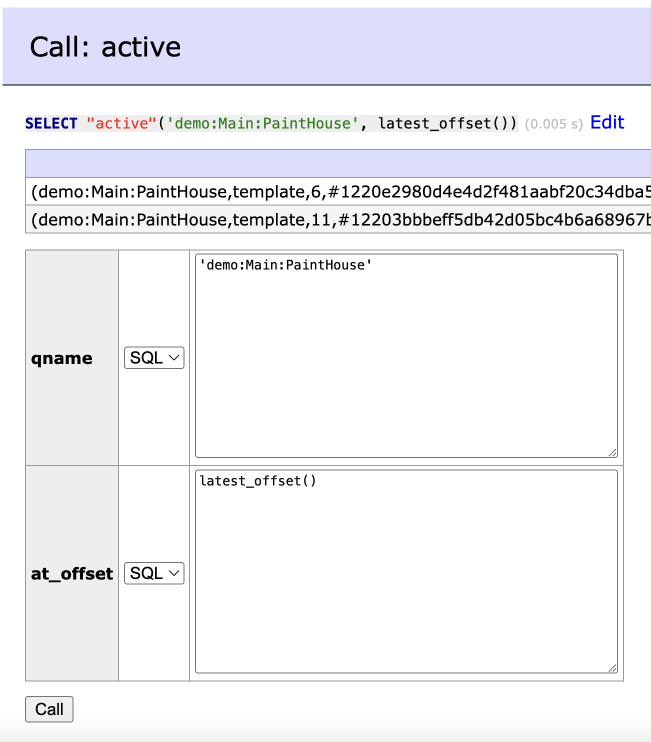 Call: active
SELECT "active"('demo:Main:PaintHouse', latest_offset()) (0.005 s) Edit
(demo:Main:PaintHouse,template,6,#1220e2980d4e4d2f481aabf20c34dba5
(demo:Main:PaintHouse,template,11,#12203bbbeff5db42d05bc4b6a68967b
qname SQL 'demo:Main:PaintHouse'
at_offset SQL latest_offset()
Call